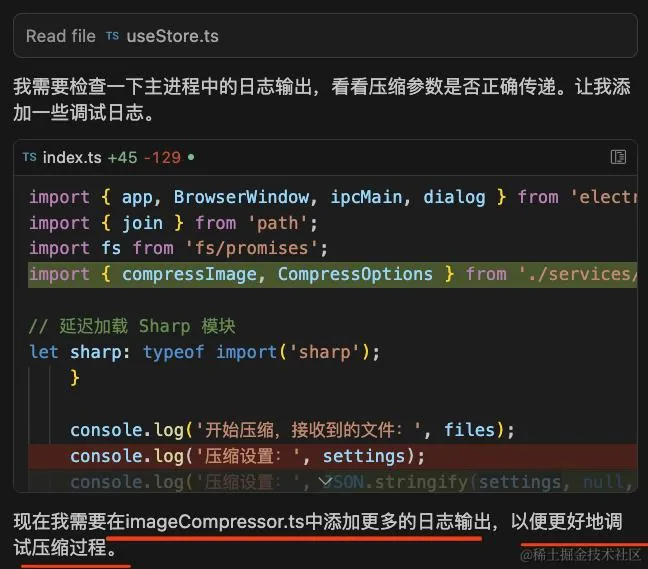 Read file TS useStore.ts
我需要检查一下主进程中的日志输出，看看压缩参数是否正确传递。让我添
加一些调试日志。
TS index.ts +45 -129
import { app, BrowserWindow, ipcMain, dialog } from 'electr
import { join } from 'path';
import fs from 'fs/promises';
import { compressImage, CompressOptions } from './services/
// 延迟加载 Sharp 模块
let sharp: typeof import('sharp');
}
console.log('开始压缩，接收到的文件：', files);
console.log('压缩设置：', settings);
console.log('压缩设置：', JSON.stringify(settings, null,
现在我需要在imageCompressor.ts中添加更多的日志输出，以便更好地调
试压缩过程。
@稀土掘金技术社区